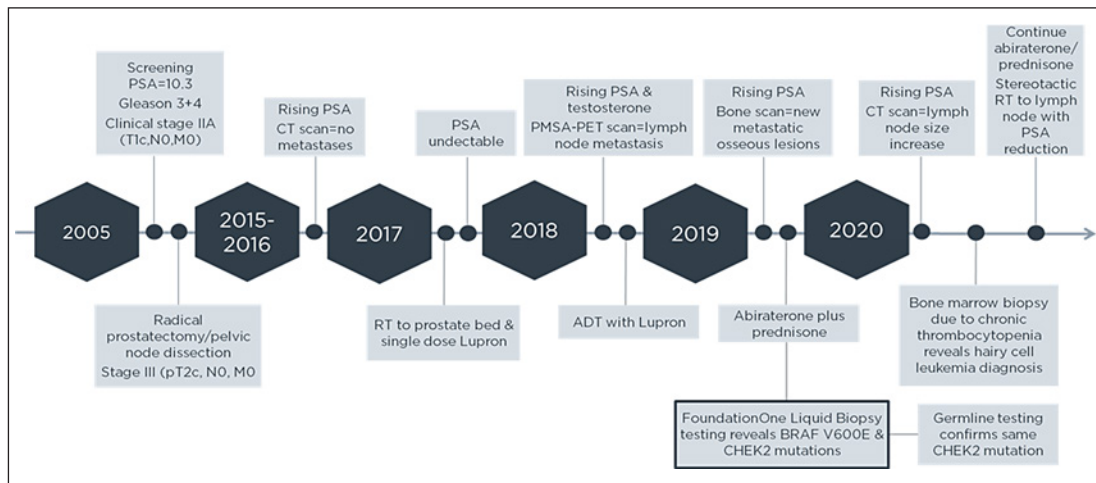 Screening
PSA=10.3
Gleason 3+4
Clinical stage IIA
(T1c,N0,M0)
Rising PSA
CT scan=no
metastases
PSA
undectable
Rising PSA &
testosterone
PMSA-PET scan=lymph
node metastasis
Rising PSA
Bone scan=new
metastatic
osseous lesions
Rising PSA
CT scan=lymph
node size
increase
Continue
abiraterone/
prednisone
Stereotactic
RT to lymph
node with
PSA
reduction
2005
2015-
2016
2017
2018
2019
2020
Radical
prostatectomy/pelvic
node dissection
Stage III (pT2c, N0, M0
RT to prostate bed &
single dose Lupron
ADT with Lupron
Abiraterone plus
prednisone
Bone marrow biopsy
due to chronic
thrombocytopenia
reveals hairy cell
leukemia diagnosis
FoundationOne Liquid Biopsy
testing reveals BRAF V600E &
CHEK2 mutations
Germline testing
confirms same
CHEK2 mutation